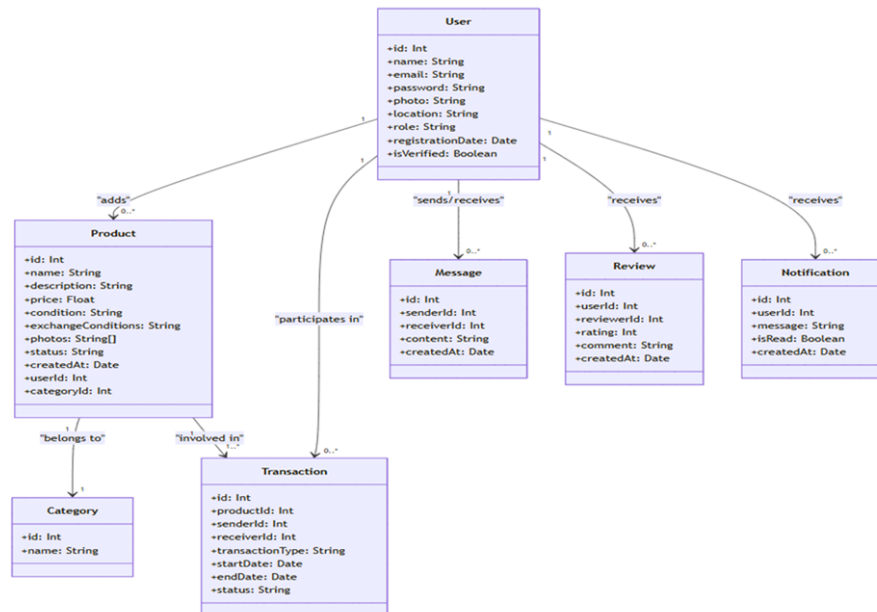 User
+id: Int
+name: String
+email: String
+password: String
+photo: String
+location: String
+role: String
+registrationDate: Date
+isVerified: Boolean
1
1
1
1
1
"adds"
"sends/receives"
"receives"
"receives"
0..*
0..*
0..*
0..*
Product
+id: Int
+name: String
+description: String
+price: Float
+condition: String
+exchangeConditions: String
+photos: String[]
+status: String
+createdAt: Date
+userId: Int
+categoryId: Int
Message
+id: Int
+senderId: Int
+receiverId: Int
+content: String
+createdAt: Date
Review
+id: Int
+userId: Int
+reviewerId: Int
+rating: Int
+comment: String
+createdAt: Date
Notification
+id: Int
+userId: Int
+message: String
+isRead: Boolean
+createdAt: Date
"participates in"
1
1
"belongs to"
"involved in"
1..*
0..*
1
Category
+id: Int
+name: String
Transaction
+id: Int
+productId: Int
+senderId: Int
+receiverId: Int
+transactionType: String
+startDate: Date
+endDate: Date
+status: String